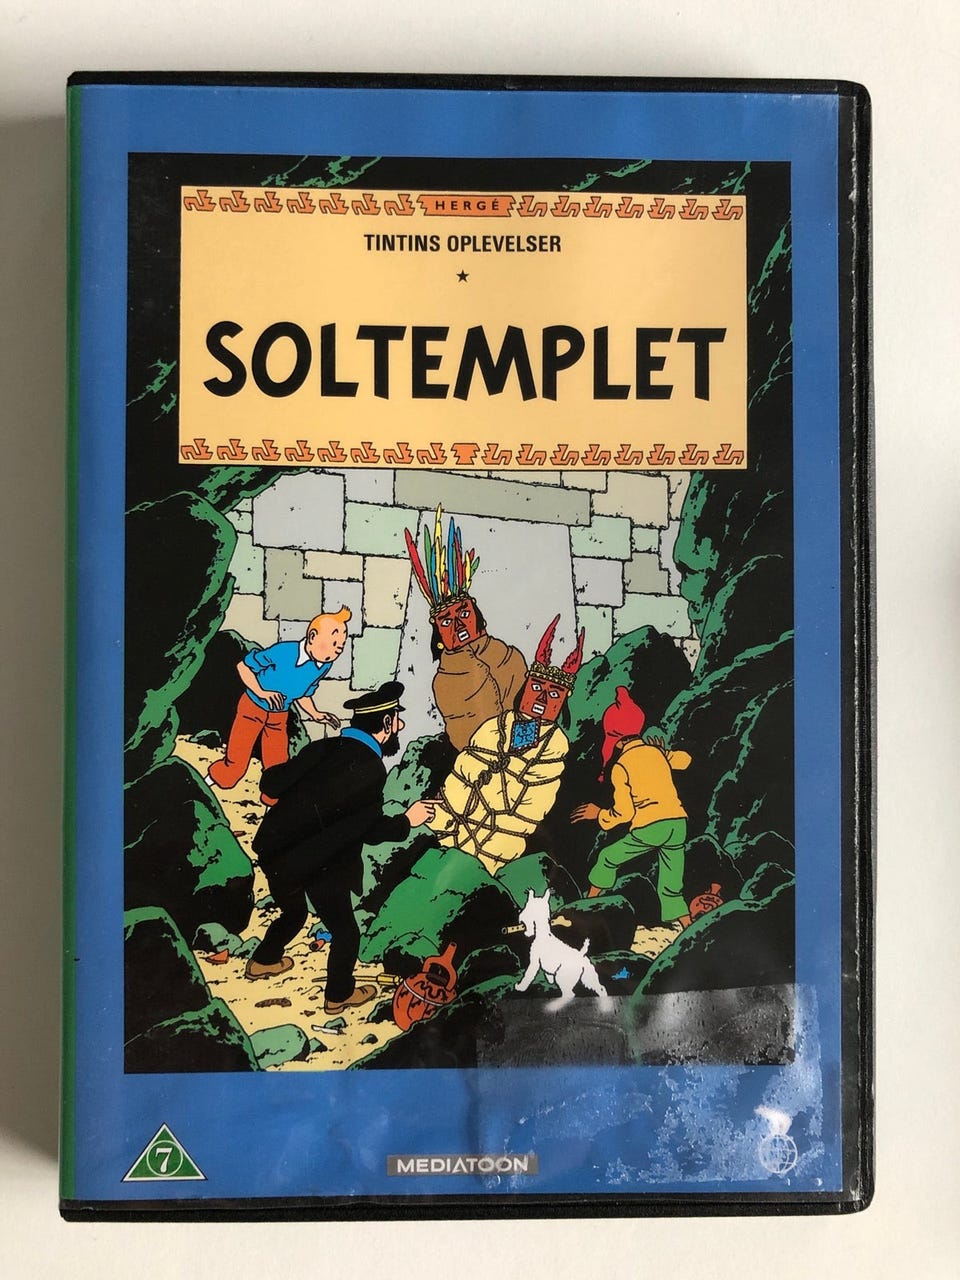 HERGÉ
TINTINS OPLEVELSER
SOLTEMPLET
7
MEDIATOON